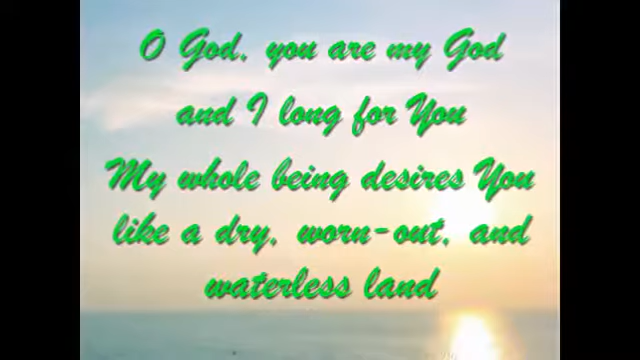 O God, you are my God
and I long for You
My whole being desires You
like a dry, worn-out, and
waterless land